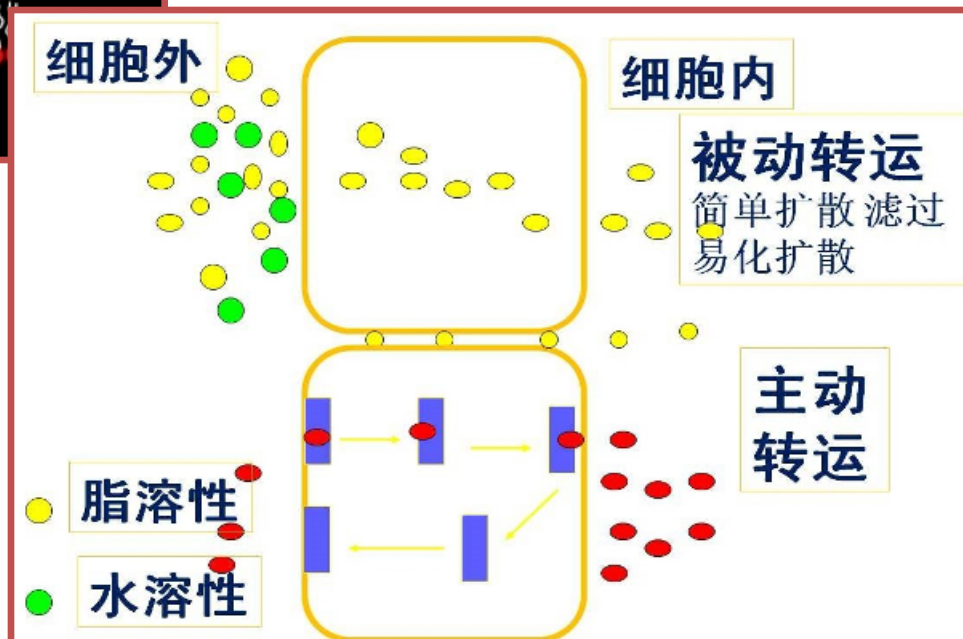 细胞外
细胞内
被动转运
简单扩散 滤过
易化扩散
主动
转运
脂溶性
水溶性